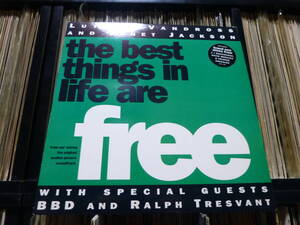 LUTHER VANDROSS
AND JANET JACKSON
the best
things in
life are
free
WITH SPECIAL GUESTS
BBD AND RALPH TRESVANT